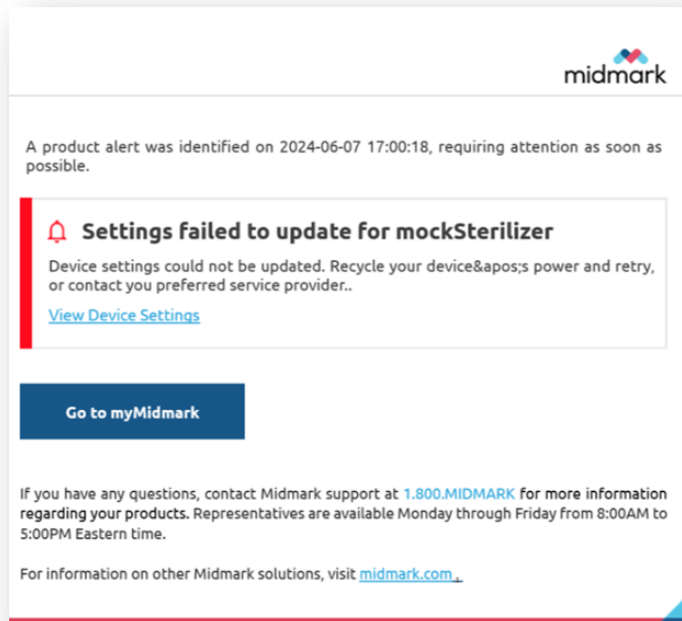 midmark
A product alert was identified on 2024-06-07 17:00:18, requiring attention as soon as
possible.
Settings failed to update for mockSterilizer
Device settings could not be updated. Recycle your device&apos;s power and retry,
or contact you preferred service provider..
View Device Settings
Go to myMidmark
If you have any questions, contact Midmark support at 1.800.MIDMARK for more information
regarding your products. Representatives are available Monday through Friday from 8:00AM to
5:00PM Eastern time.
For information on other Midmark solutions, visit midmark.com .